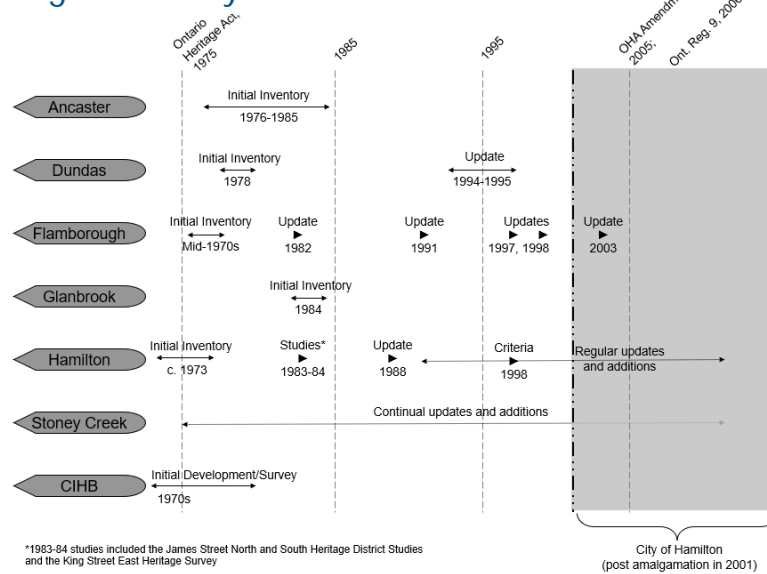 Ontario
Heritage Act,
1975
1985
1995
2005;
Ont. Reg. 9,
Ancaster
Initial Inventory
1976-1985
Dundas
Initial Inventory
1978
Update
1994-1995
Flamborough
Initial Inventory
Mid-1970s
Update
1982
Update
1991
Updates
1997, 1998
Update
2003
Glanbrook
Initial Inventory
1984
Hamilton
Initial Inventory
c. 1973
Studies*
1983-84
Update
1988
Criteria
1998
Regular updates
and additions
Stoney Creek
Continual updates and additions
CIHB
Initial Development/Survey
1970s
*1983-84 studies included the James Street North and South Heritage District Studies
and the King Street East Heritage Survey
City of Hamilton
(post amalgamation in 2001)